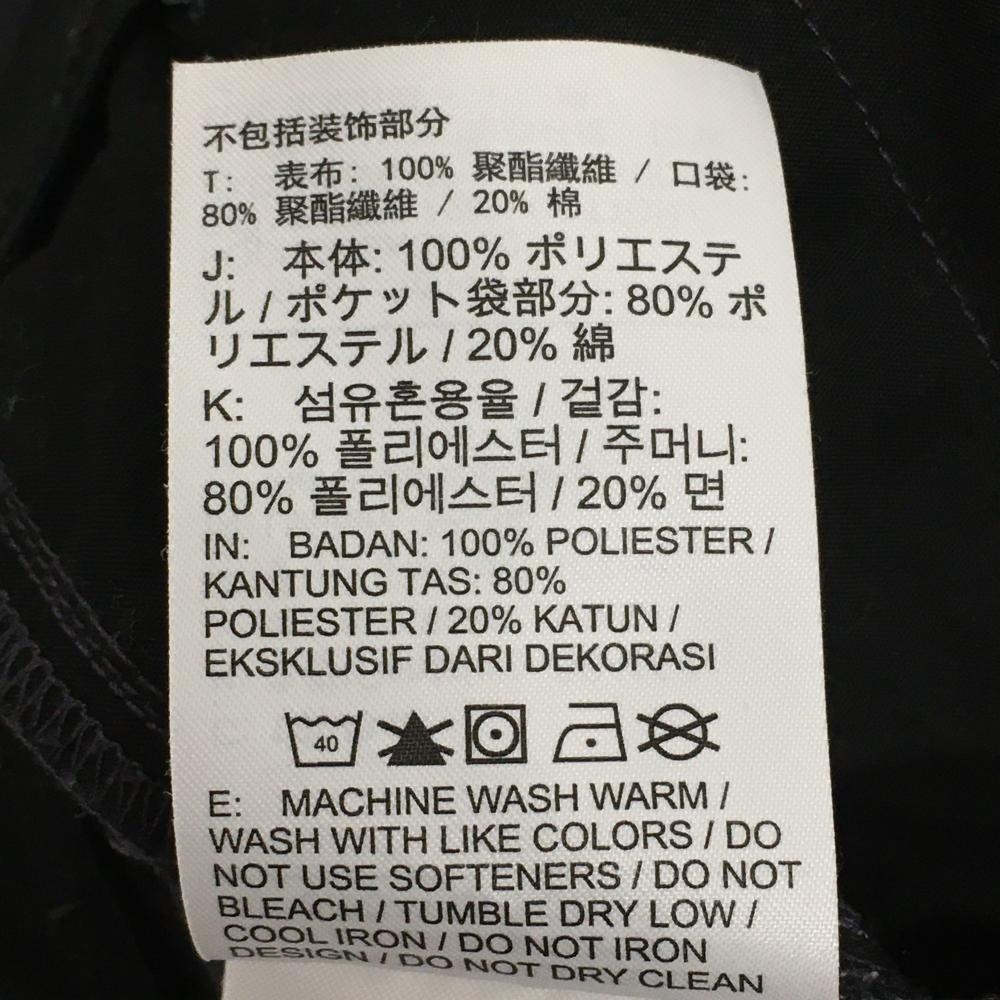 不包括装饰部分
T: 表布: 100% 聚酯纖維 / 口袋:
80% 聚酯纖維 / 20% 棉
J: 本体: 100% ポリエステ
ル / ポケット袋部分: 80% ポ
リエステル / 20% 綿
K: 섬유혼용율 / 겉감:
100% 폴리에스터 / 주머니:
80% 폴리에스터 / 20% 면
IN: BADAN: 100% POLIESTER /
KANTUNG TAS: 80%
POLIESTER / 20% KATUN /
EKSKLUSIF DARI DEKORASI
40
E: MACHINE WASH WARM /
WASH WITH LIKE COLORS / DO
NOT USE SOFTENERS / DO NOT
BLEACH / TUMBLE DRY LOW /
COOL IRON / DO NOT IRON
DESIGN / DO NOT DRY CLEAN